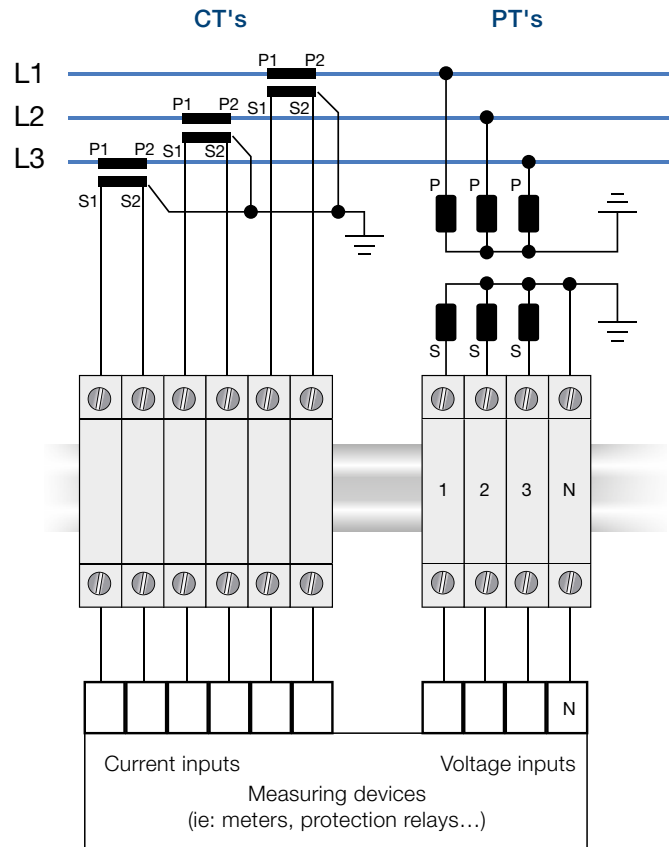 CT's PT's
P1 P2
L1
P1 P2 S1 S2
L2
P1 P2 S1 S2
L3
S1 S2
P P P
S S S
1 2 3 N
N
Current inputs Voltage inputs
Measuring devices
(ie: meters, protection relays…)